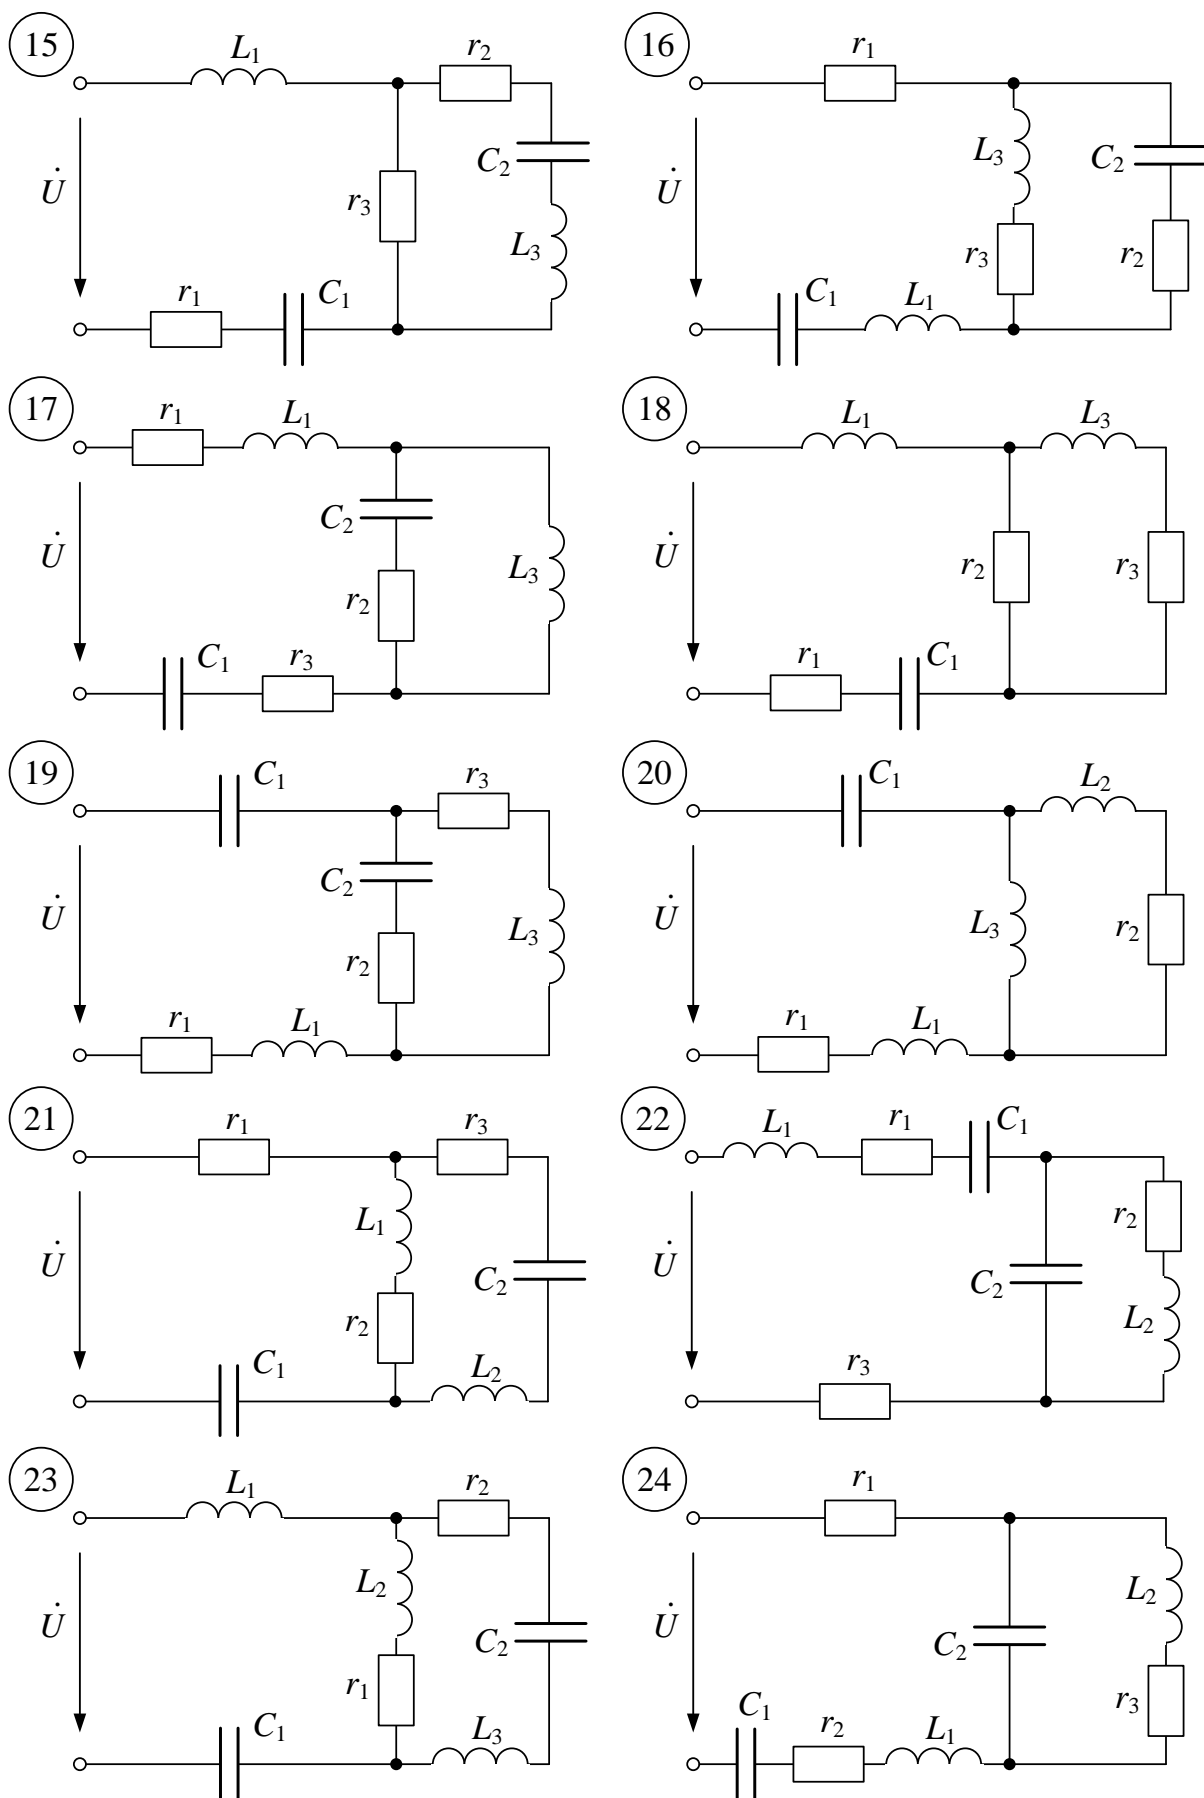 15
L₁
r₂
C₂
U̇
r₃
L₃
r₁
C₁
16
r₁
L₃
C₂
U̇
r₃
r₂
C₁
L₁
17
r₁
L₁
C₂
U̇
L₃
r₂
C₁
r₃
18
L₁
L₃
U̇
r₂
r₃
r₁
C₁
19
C₁
r₃
C₂
U̇
L₃
r₂
r₁
L₁
20
C₁
L₂
U̇
L₃
r₂
r₁
L₁
21
r₁
r₃
L₁
U̇
C₂
r₂
C₁
L₂
22
L₁
r₁
C₁
r₂
U̇
C₂
L₂
r₃
23
L₁
r₂
L₂
U̇
C₂
r₁
C₁
L₃
24
r₁
L₂
U̇
C₂
r₃
C₁
r₂
L₁